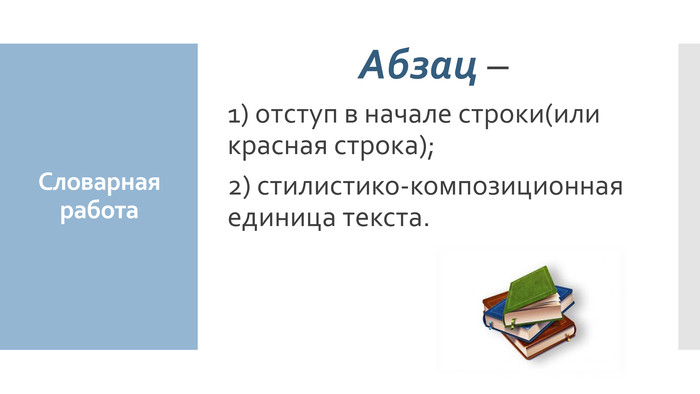 Словарная
работа
Абзац –
1) отступ в начале строки(или
красная строка);
2) стилистико-композиционная
единица текста.